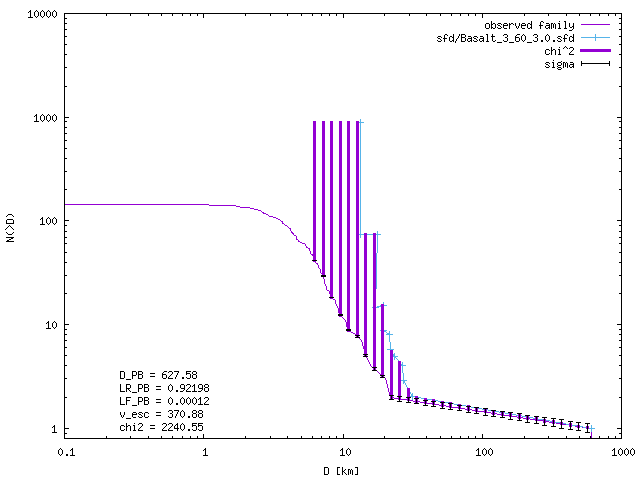 10000
1000
100
10
1
N(>D)
observed family
sfd/Basalt_3_60_3.0.sfd
chi^2
sigma
D_PB = 627.58
LR_PB = 0.92198
LF_PB = 0.00012
v_esc = 370.88
chi2 = 2240.55
0.1 1 10 100 1000
D [km]